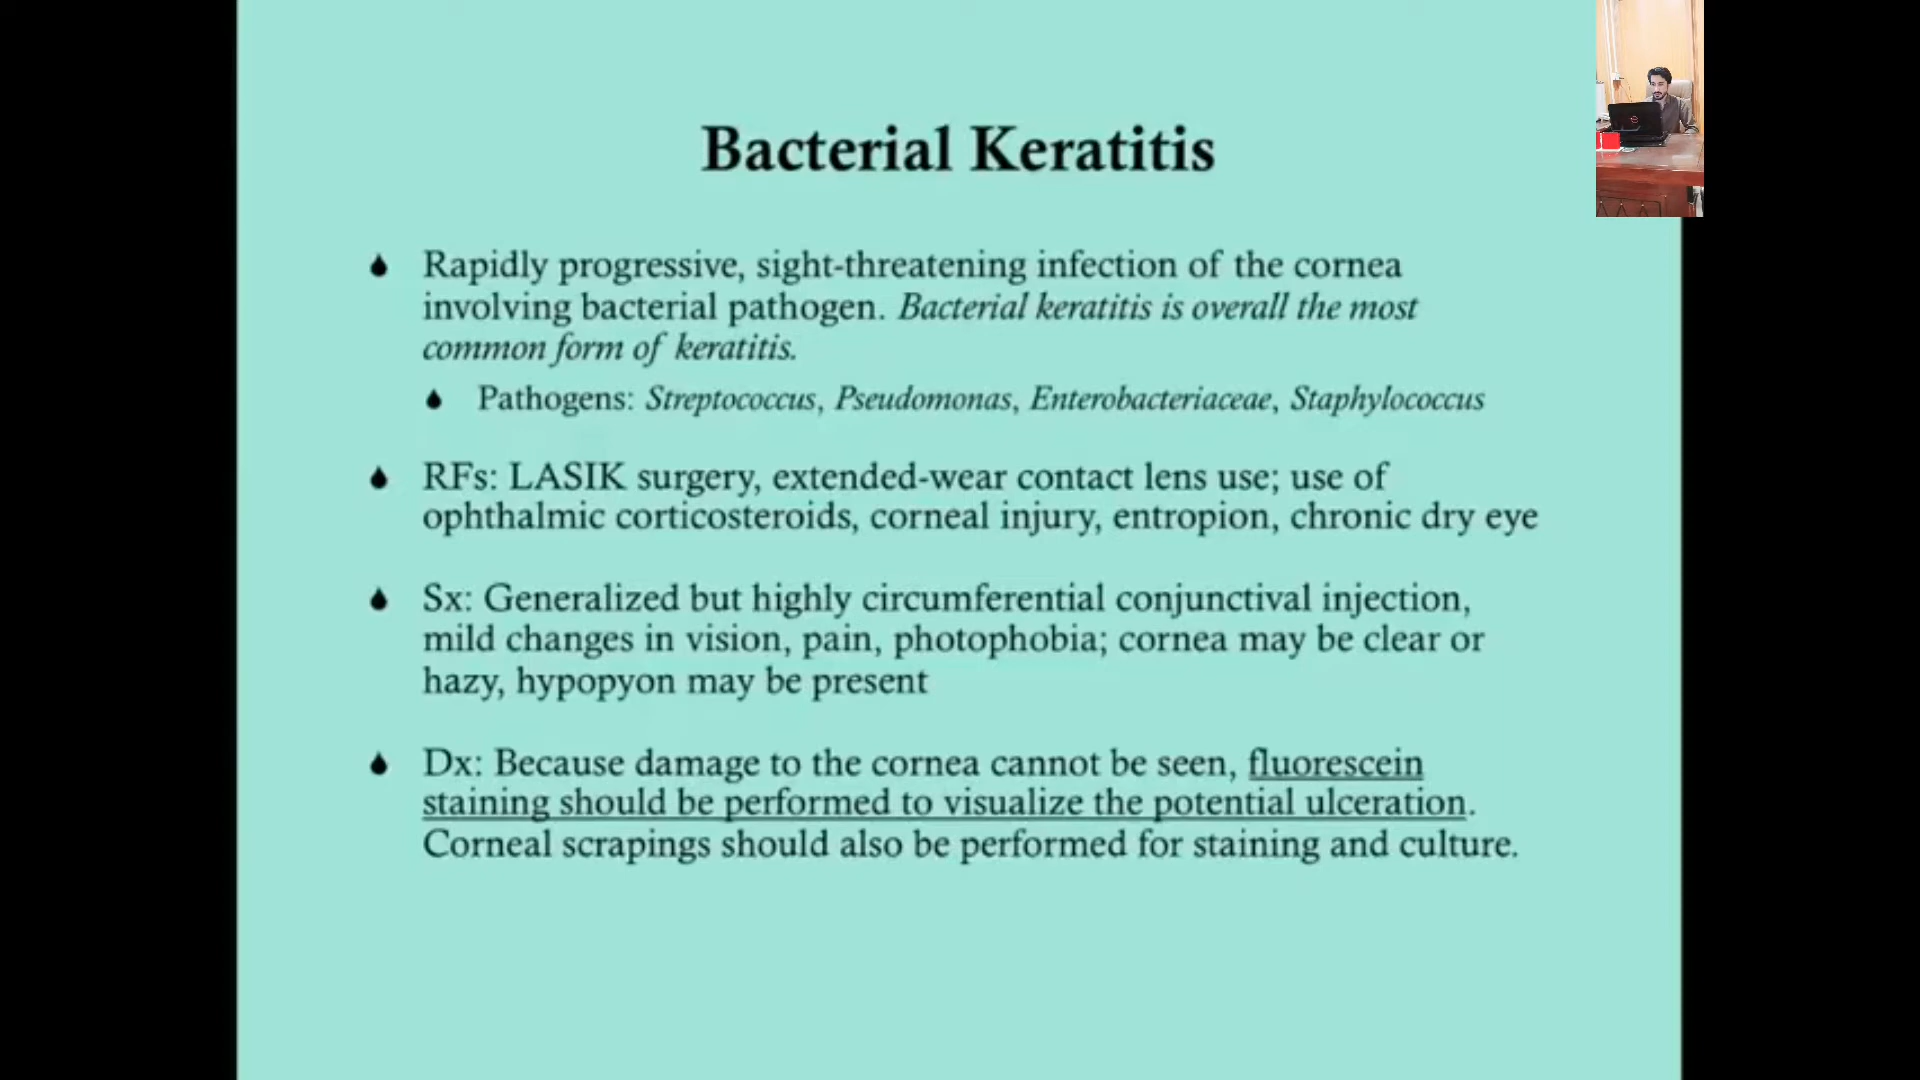 Bacterial Keratitis
Rapidly progressive, sight-threatening infection of the cornea
involving bacterial pathogen. Bacterial keratitis is overall the most
common form of keratitis.
Pathogens: Streptococcus, Pseudomonas, Enterobacteriaceae, Staphylococcus
RFs: LASIK surgery, extended-wear contact lens use; use of
ophthalmic corticosteroids, corneal injury, entropion, chronic dry eye
Sx: Generalized but highly circumferential conjunctival injection,
mild changes in vision, pain, photophobia; cornea may be clear or
hazy, hypopyon may be present
Dx: Because damage to the cornea cannot be seen, fluorescein
staining should be performed to visualize the potential ulceration.
Corneal scrapings should also be performed for staining and culture.